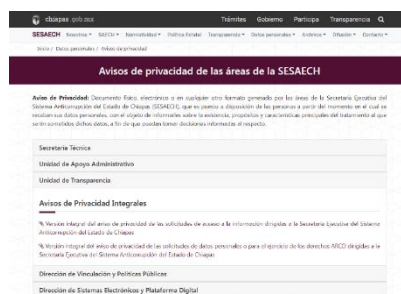 chiapas.gob.mx Trámites Gobierno Participa Transparencia
SESAECH Nosotros SAECH Normatividad Política Estatal Transparencia Datos personales Archivos Difusión Contacto
Inicio / Datos personales / Avisos de privacidad
Avisos de privacidad de las áreas de la SESAECH
Aviso de Privacidad: Documento físico, electrónico o en cualquier otro formato generado por las áreas de la Secretaría Ejecutiva del
Sistema Anticorrupción del Estado de Chiapas (SESAECH), que es puesto a disposición de las personas a partir del momento en el cual se
recaban sus datos personales, con el objeto de informarles sobre la existencia, propósitos y características principales del tratamiento al que
serán sometidos dichos datos, a fin de que puedan tomar decisiones informadas al respecto.
Secretaría Técnica
Unidad de Apoyo Administrativo
Unidad de Transparencia
Avisos de Privacidad Integrales
Versión integral del aviso de privacidad de las solicitudes de acceso a la información dirigidas a la Secretaría Ejecutiva del Sistema
Anticorrupción del Estado de Chiapas
Versión integral del aviso de privacidad de las solicitudes de datos personales o para el ejercicio de los derechos ARCO dirigidas a la
Secretaría Ejecutiva del Sistema Anticorrupción del Estado de Chiapas
Dirección de Vinculación y Políticas Públicas
Dirección de Sistemas Electrónicos y Plataforma Digital